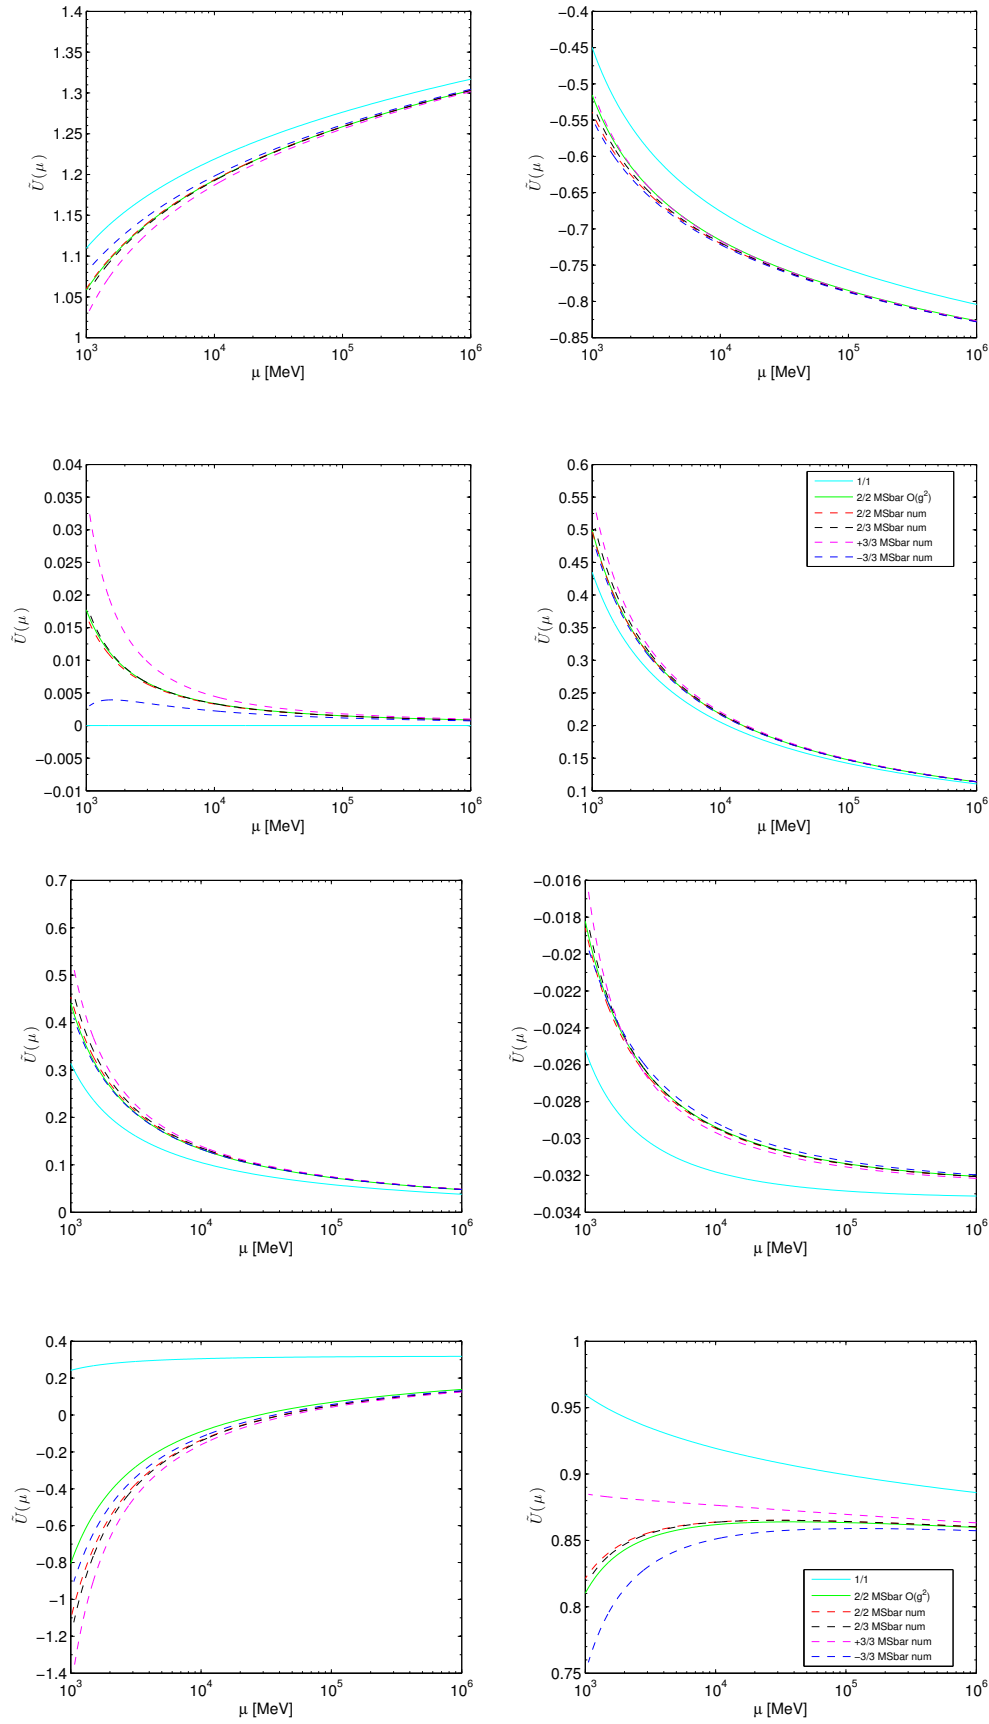 1.4
1.35
1.3
1.25
1.2
1.15
1.1
1.05
1
Ũ(μ)
10³ 10⁴ 10⁵ 10⁶
μ [MeV]
−0.4
−0.45
−0.5
−0.55
−0.6
−0.65
−0.7
−0.75
−0.8
−0.85
Ũ(μ)
10³ 10⁴ 10⁵ 10⁶
μ [MeV]
0.04
0.035
0.03
0.025
0.02
0.015
0.01
0.005
0
−0.005
−0.01
Ũ(μ)
10³ 10⁴ 10⁵ 10⁶
μ [MeV]
0.6
0.55
0.5
0.45
0.4
0.35
0.3
0.25
0.2
0.15
0.1
Ũ(μ)
1/1
2/2 MSbar O(g²)
2/2 MSbar num
2/3 MSbar num
+3/3 MSbar num
−3/3 MSbar num
10³ 10⁴ 10⁵ 10⁶
μ [MeV]
0.7
0.6
0.5
0.4
0.3
0.2
0.1
0
Ũ(μ)
10³ 10⁴ 10⁵ 10⁶
μ [MeV]
−0.016
−0.018
−0.02
−0.022
−0.024
−0.026
−0.028
−0.03
−0.032
−0.034
Ũ(μ)
10³ 10⁴ 10⁵ 10⁶
μ [MeV]
0.4
0.2
0
−0.2
−0.4
−0.6
−0.8
−1
−1.2
−1.4
Ũ(μ)
10³ 10⁴ 10⁵ 10⁶
μ [MeV]
1
0.95
0.9
0.85
0.8
0.75
Ũ(μ)
1/1
2/2 MSbar O(g²)
2/2 MSbar num
2/3 MSbar num
+3/3 MSbar num
−3/3 MSbar num
10³ 10⁴ 10⁵ 10⁶
μ [MeV]